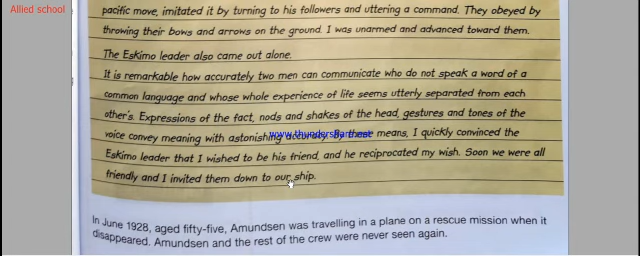 Allied school
pacific move, imitated it by turning to his followers and uttering a command. They obeyed by
throwing their bows and arrows on the ground. I was unarmed and advanced toward them.
The Eskimo leader also came out alone.
It is remarkable how accurately two men can communicate who do not speak a word of a
common language and whose whole experience of life seems utterly separated from each
other's. Expressions of the fact, nods and shakes of the head, gestures and tones of the
voice convey meaning with astonishing accuracy. By these means, I quickly convinced the
Eskimo leader that I wished to be his friend, and he reciprocated my wish. Soon we were all
friendly and I invited them down to our ship.
In June 1928, aged fifty-five, Amundsen was travelling in a plane on a rescue mission when it
disappeared. Amundsen and the rest of the crew were never seen again.